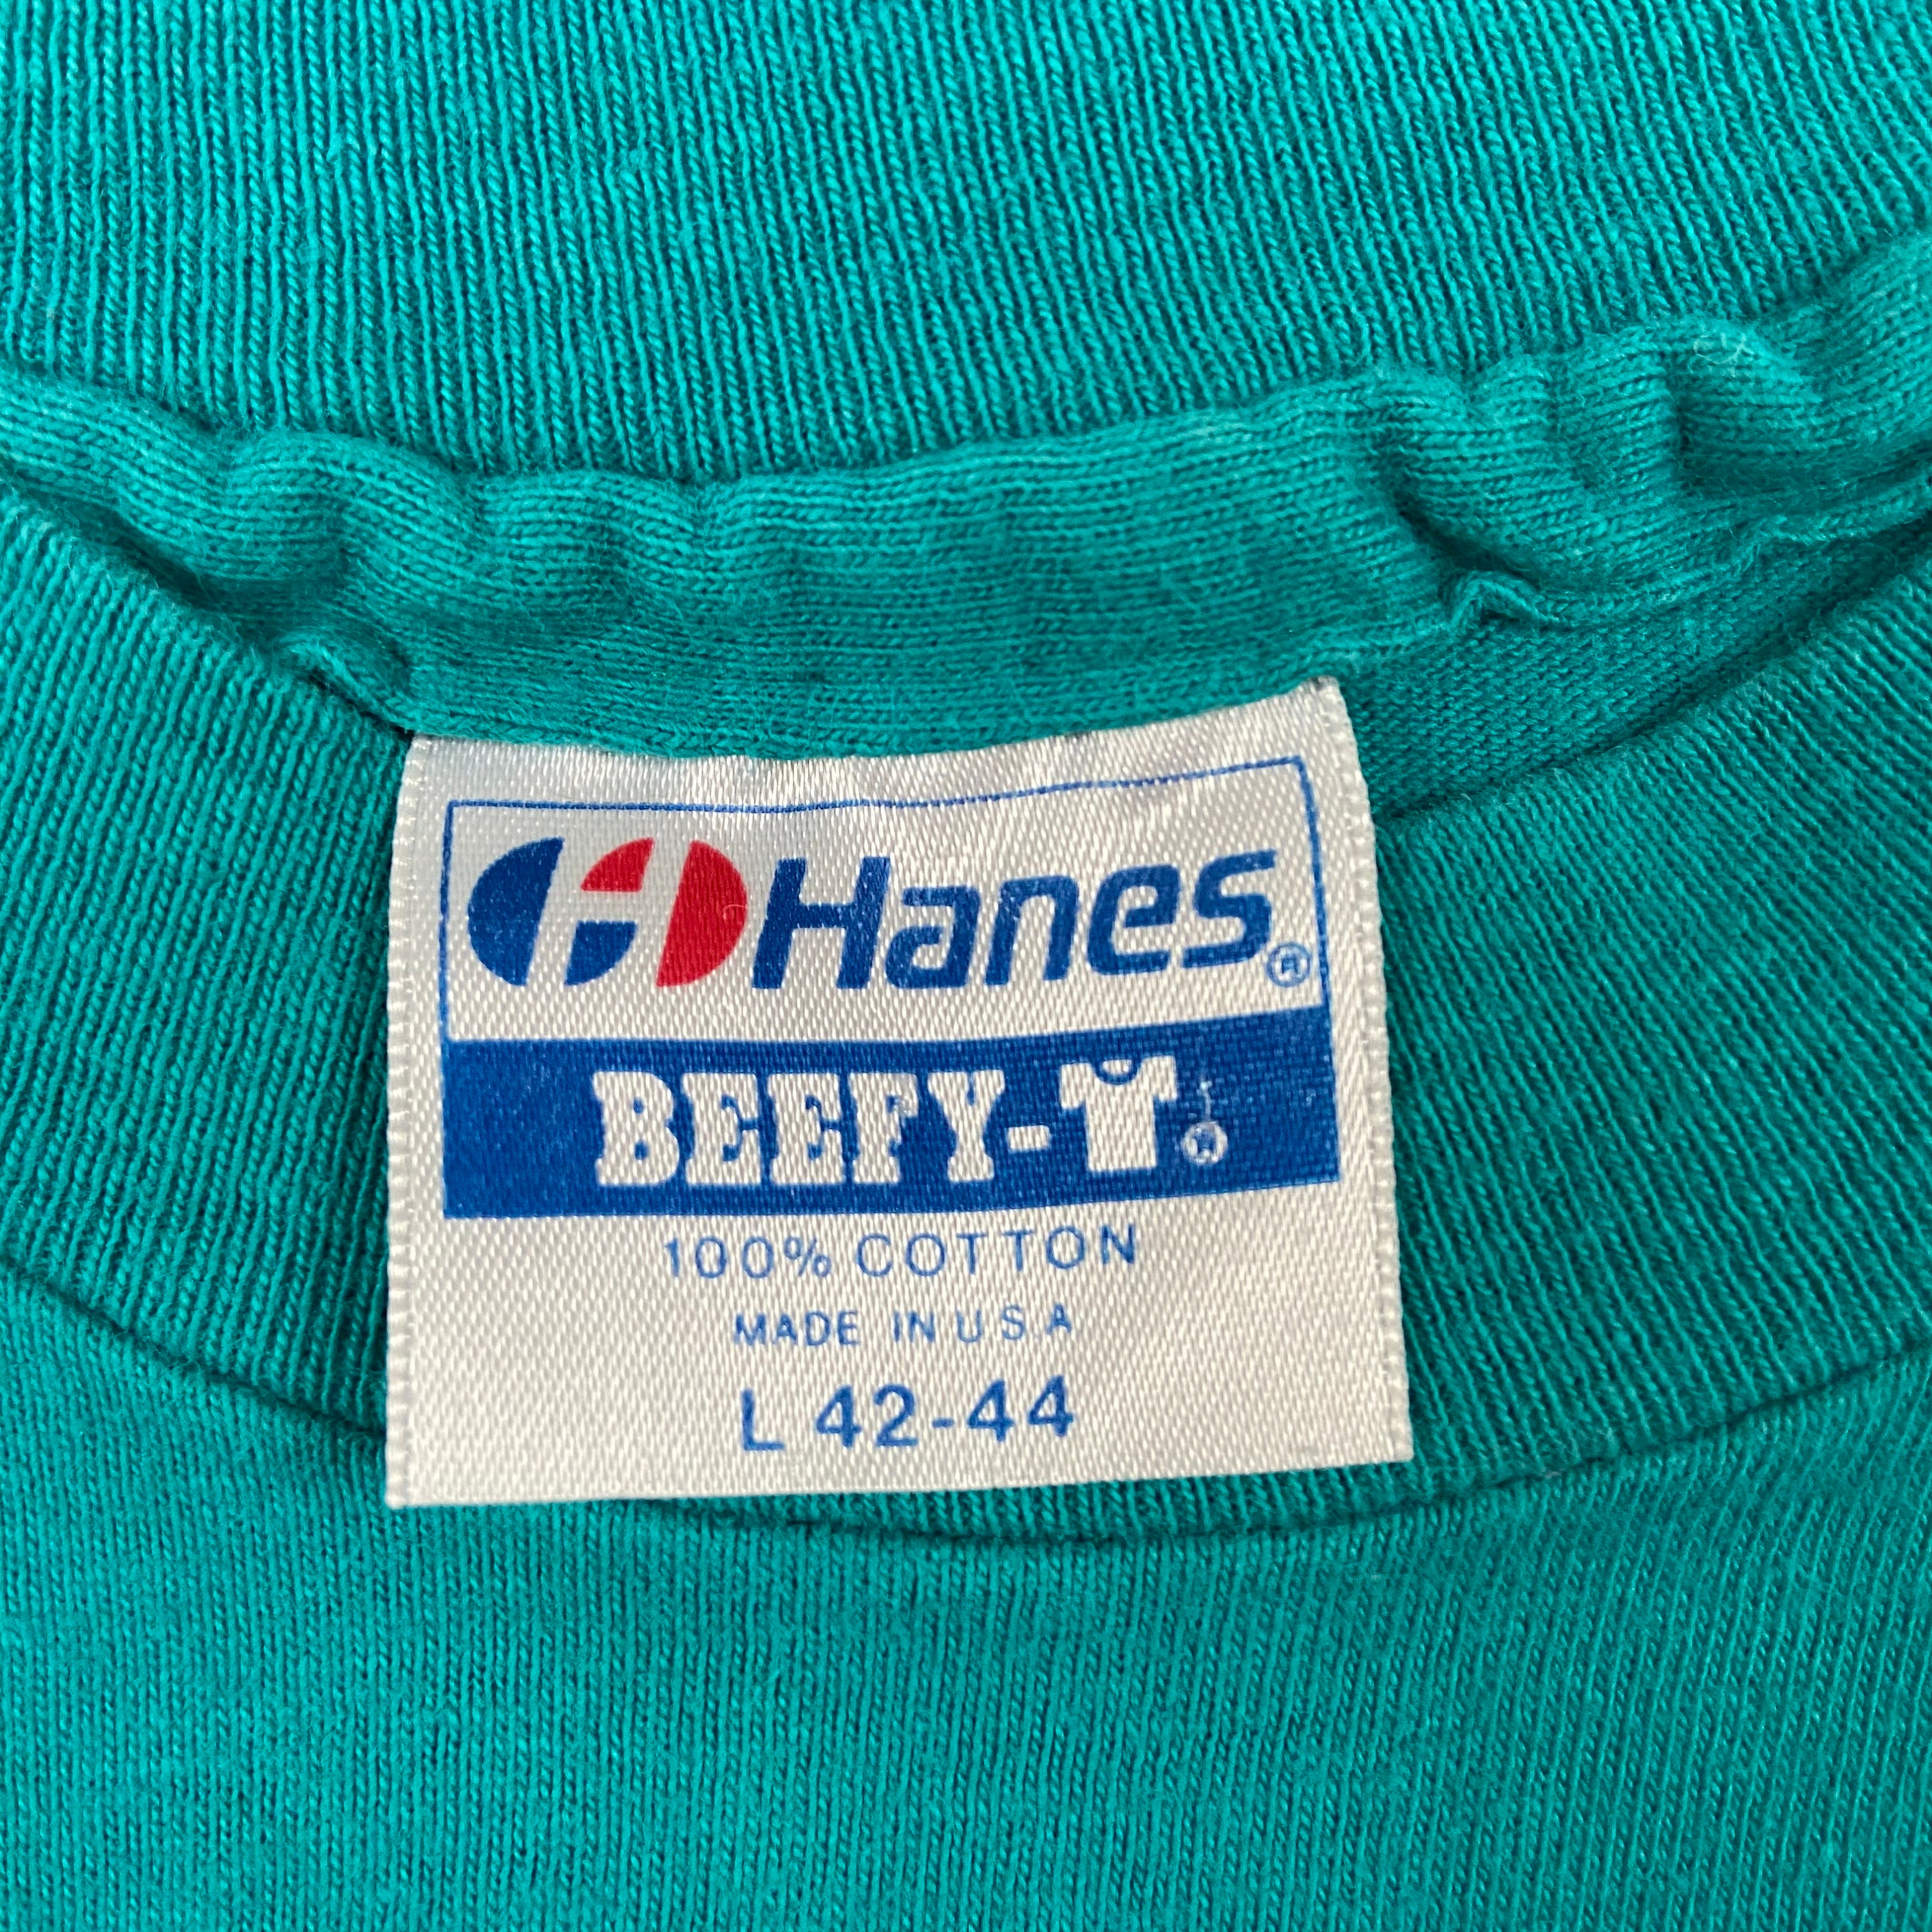 Hanes®
BEEFY-T®
100% COTTON
MADE IN U.S.A
L 42-44